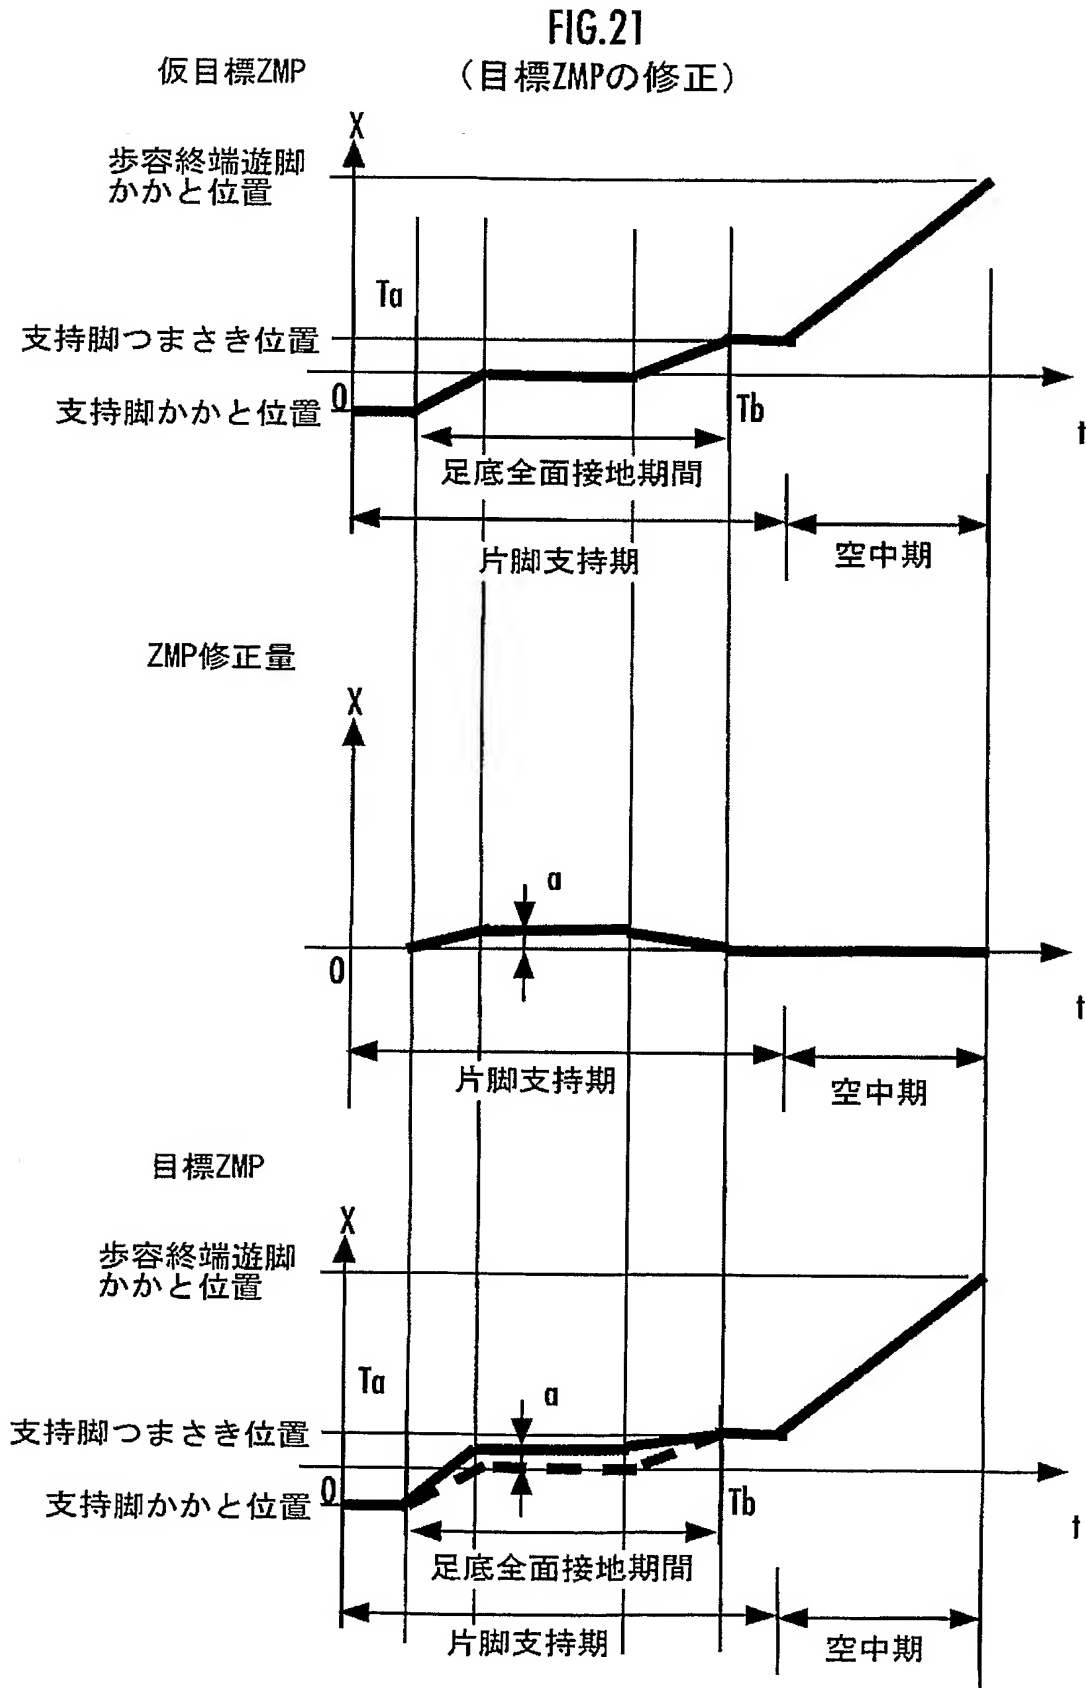 FIG.21
(目標ZMPの修正)
仮目標ZMP
X
歩容終端遊脚
かかと位置
Ta
支持脚つまさき位置
0
支持脚かかと位置
Tb
t
足底全面接地期間
片脚支持期
空中期
ZMP修正量
X
a
0
t
片脚支持期
空中期
目標ZMP
X
歩容終端遊脚
かかと位置
Ta
a
支持脚つまさき位置
0
支持脚かかと位置
Tb
t
足底全面接地期間
片脚支持期
空中期